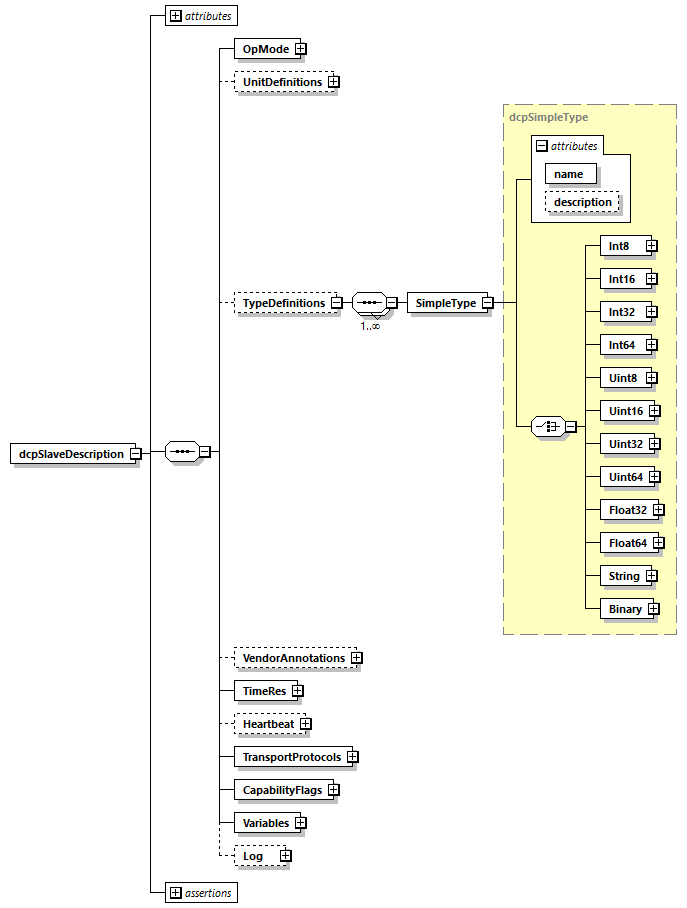 attributes
OpMode
UnitDefinitions
dcpSimpleType
attributes
name
description
Int8
Int16
TypeDefinitions
SimpleType
1..∞
Int32
Int64
Uint8
Uint16
Uint32
dcpSlaveDescription
Uint64
Float32
Float64
String
Binary
VendorAnnotations
TimeRes
Heartbeat
TransportProtocols
CapabilityFlags
Variables
Log
assertions